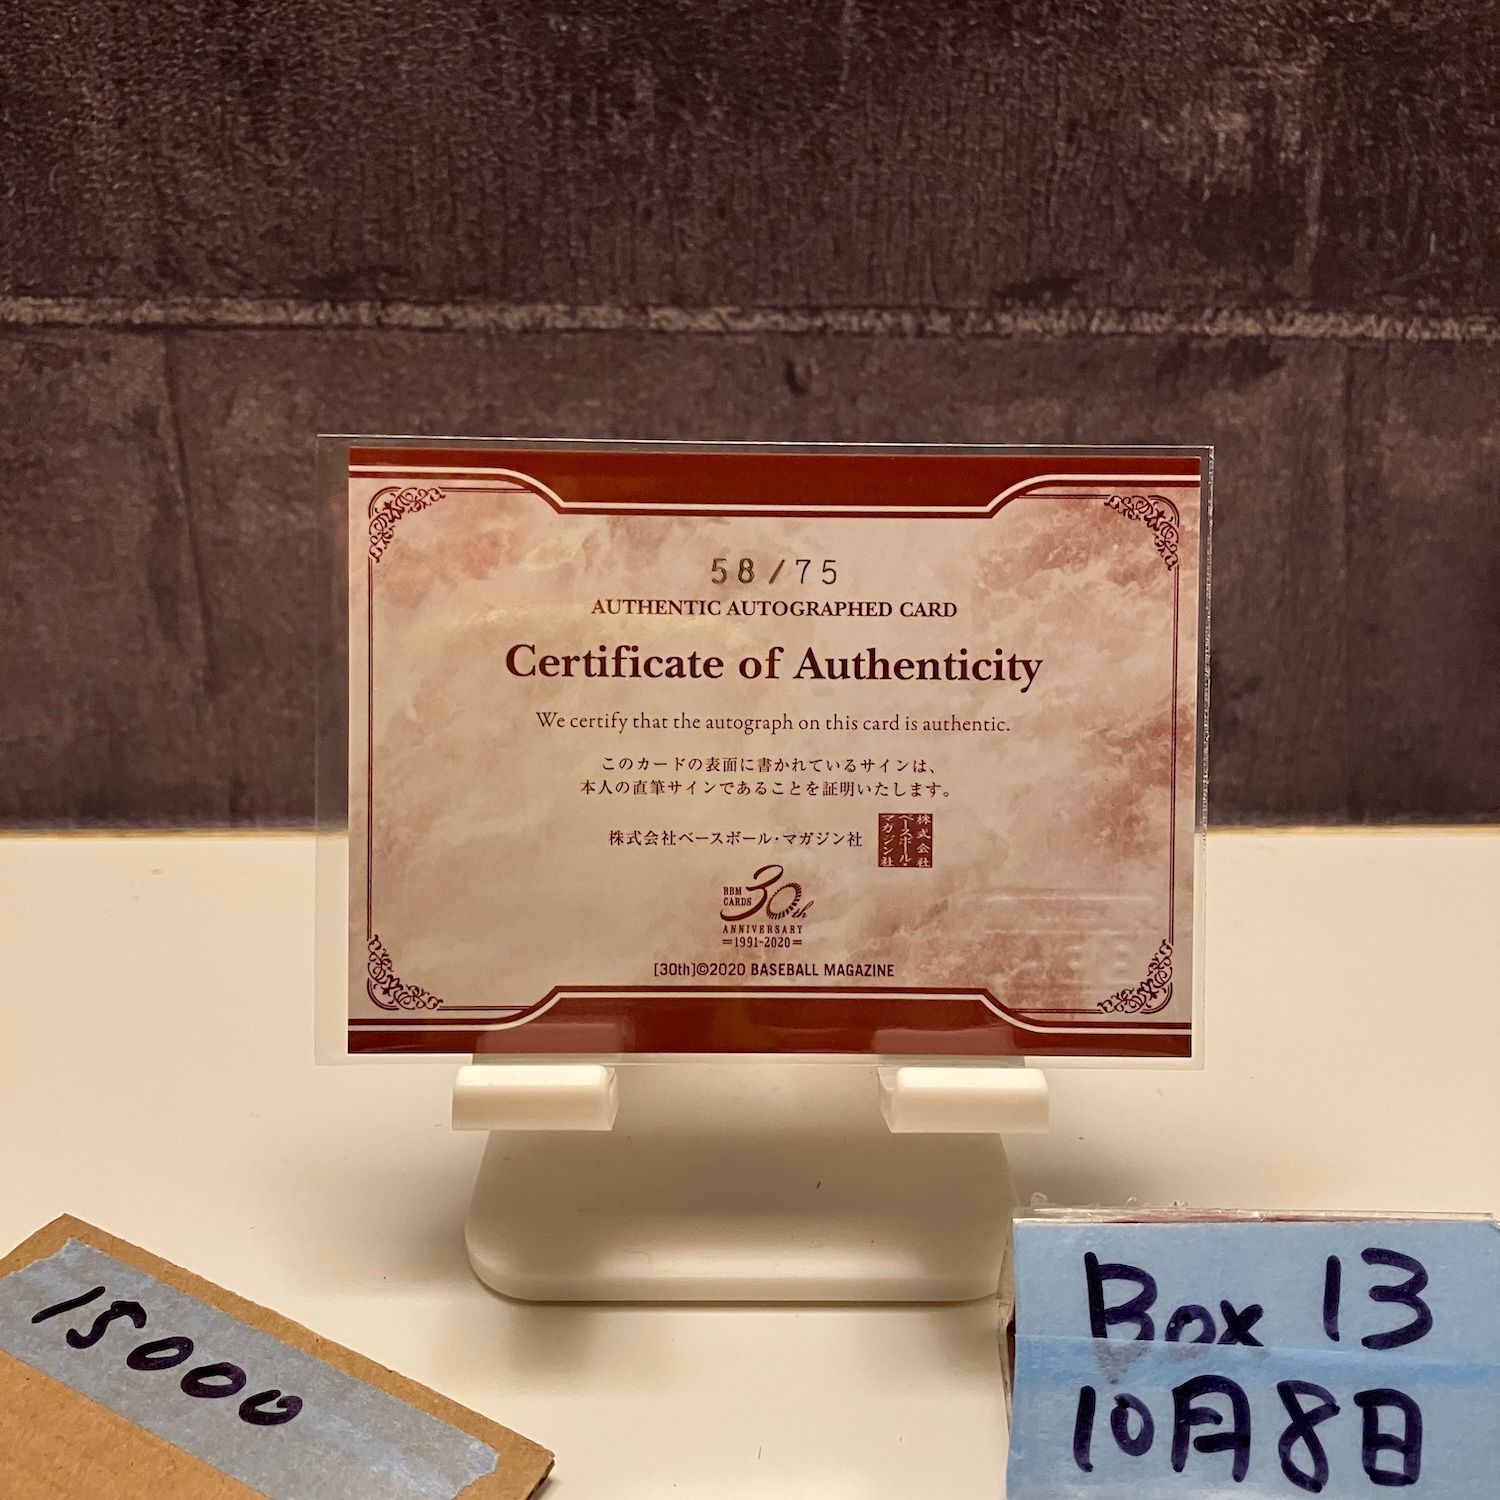 58/75
AUTHENTIC AUTOGRAPHED CARD
Certificate of Authenticity
We certify that the autograph on this card is authentic.
このカードの表面に書かれているサインは、
本人の直筆サインであることを証明いたします。
株式会社ベースボール・マガジン社
株式会社
ベースボール・
マガジン社
BBM
CARDS
30th
ANNIVERSARY
=1991-2020=
[30th]©2020 BASEBALL MAGAZINE
15000
Box 13
10月8日